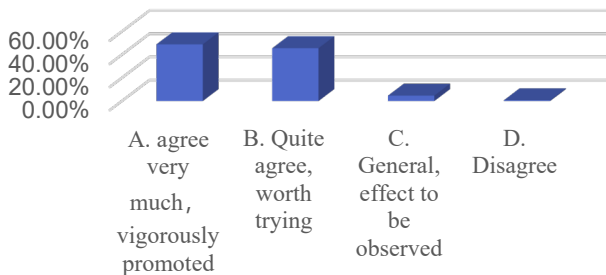 60.00%
40.00%
20.00%
0.00%
A. agree
very
much，
vigorously
promoted
B. Quite
agree,
worth
trying
C.
General,
effect to
be
observed
D.
Disagree